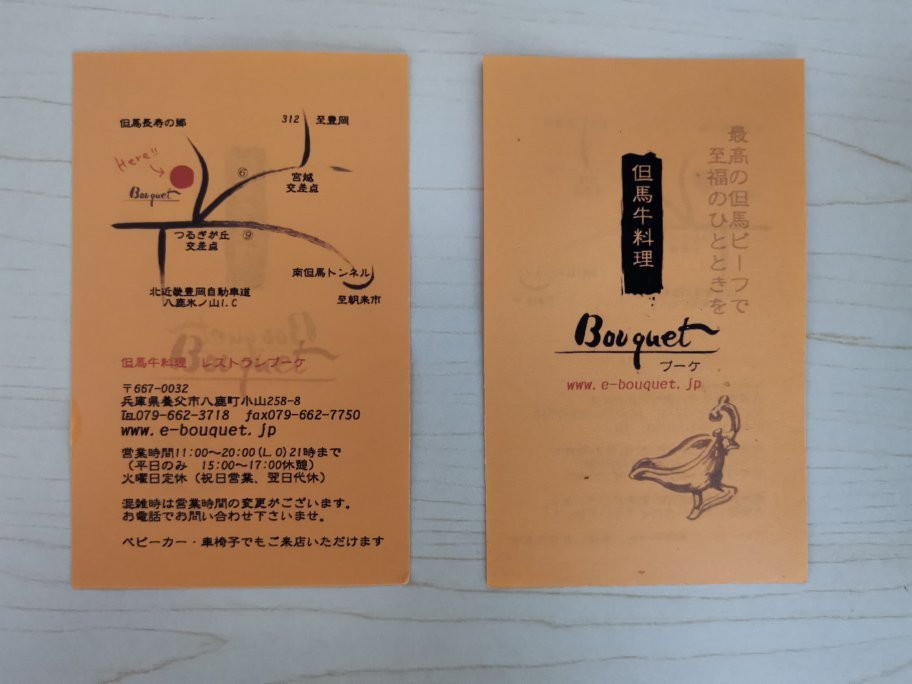 但馬長寿の郷
312 至豊岡
Here!!
⑥
宮越
交差点
Bouquet
つるぎが丘
交差点
⑨
南但馬トンネル
至朝来市
北近畿豊岡自動車道
八鹿氷ノ山I.C
但馬牛料理 レストランブーケ
〒667-0032
兵庫県養父市八鹿町小山258-8
℡079-662-3718 fax079-662-7750
www.e-bouquet.jp
営業時間11:00〜20:00(L.O)21時まで
(平日のみ 15:00〜17:00休憩)
火曜日定休(祝日営業、翌日代休)
混雑時は営業時間の変更がございます。
お電話でお問い合わせ下さいませ。
ベビーカー・車椅子でもご来店いただけます
最高の但馬ビーフで
至福のひとときを
但馬牛料理
Bouquet
ブーケ
www.e-bouquet.jp